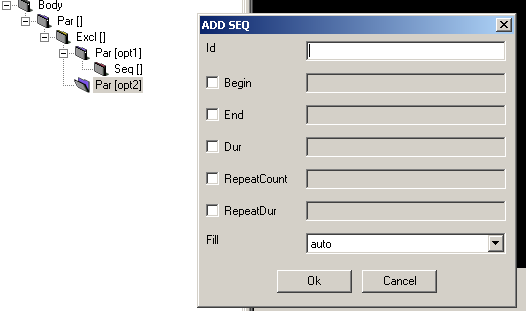 Body
Par []
Excl []
Par [opt1]
Seq []
Par [opt2]
ADD SEQ
Id
Begin
End
Dur
RepeatCount
RepeatDur
Fill
auto
Ok
Cancel